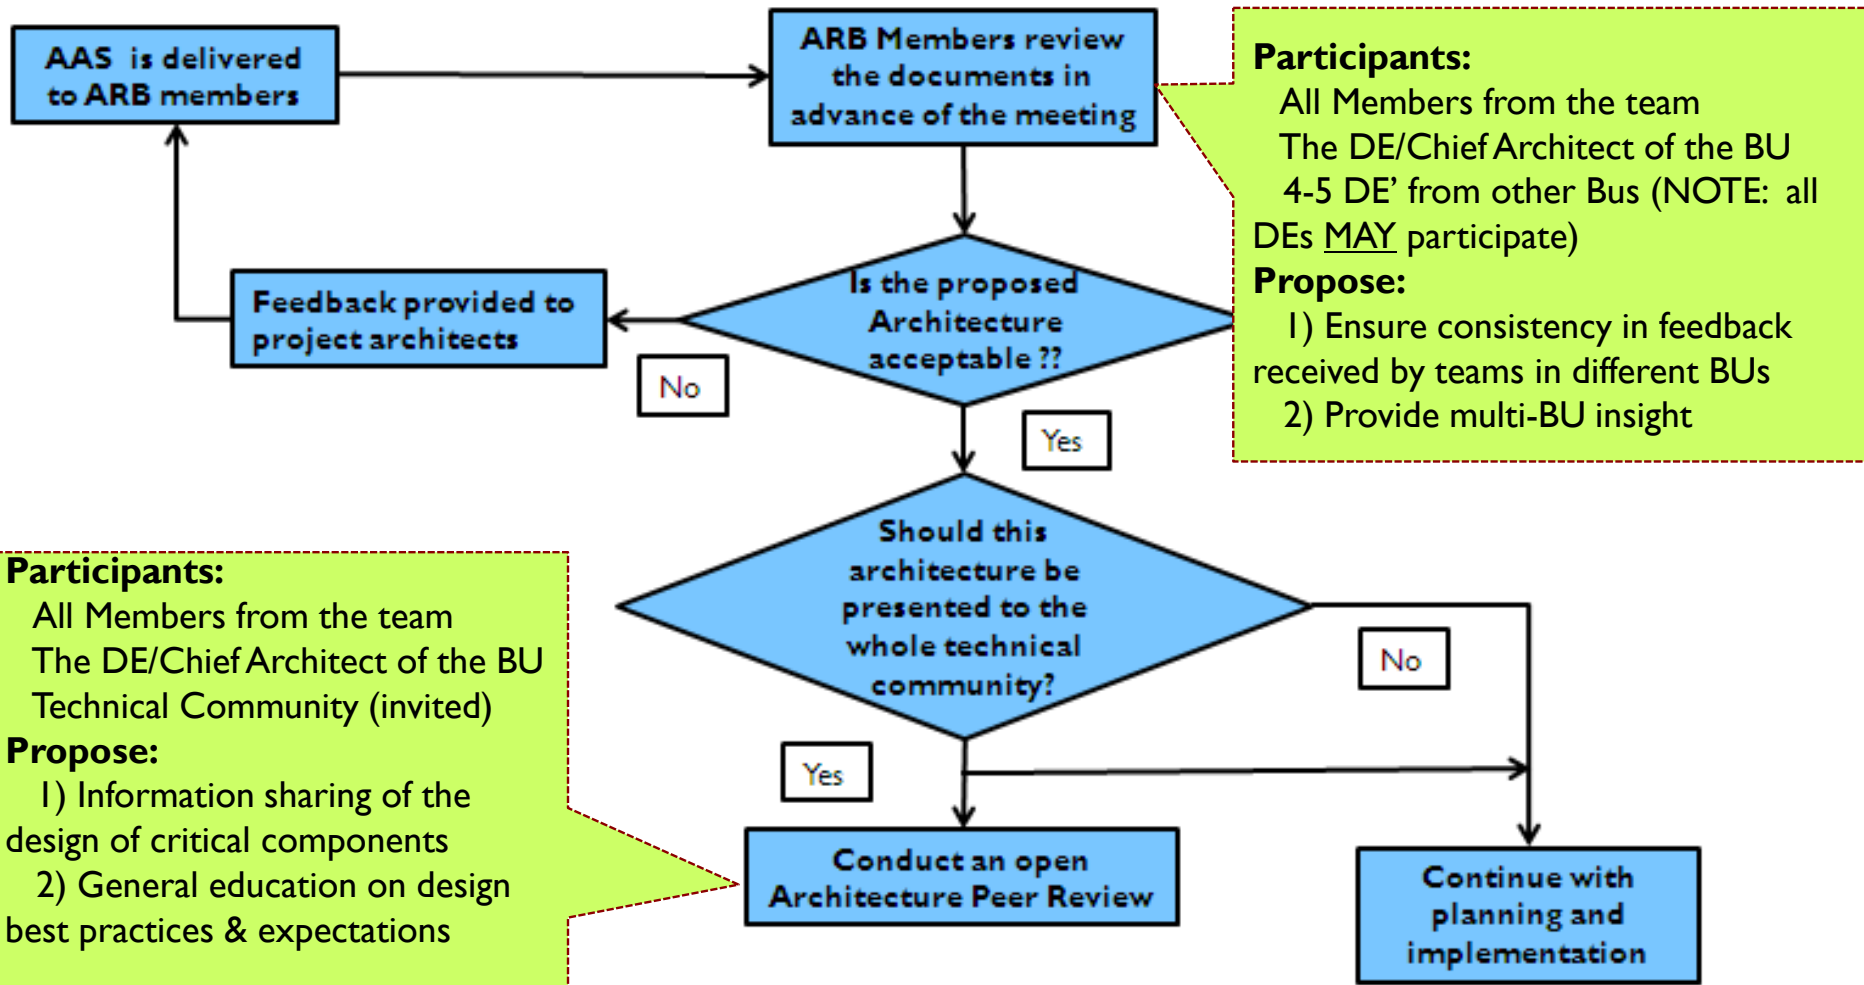 AAS is delivered
to ARB members
ARB Members review
the documents in
advance of the meeting
Participants:
All Members from the team
The DE/Chief Architect of the BU
4-5 DE’ from other Bus (NOTE: all
DEs MAY participate)
Propose:
1) Ensure consistency in feedback
received by teams in different BUs
2) Provide multi-BU insight
Feedback provided to
project architects
Is the proposed
Architecture
acceptable ??
No
Yes
Should this
architecture be
presented to the
whole technical
community?
No
Yes
Participants:
All Members from the team
The DE/Chief Architect of the BU
Technical Community (invited)
Propose:
1) Information sharing of the
design of critical components
2) General education on design
best practices & expectations
Conduct an open
Architecture Peer Review
Continue with
planning and
implementation